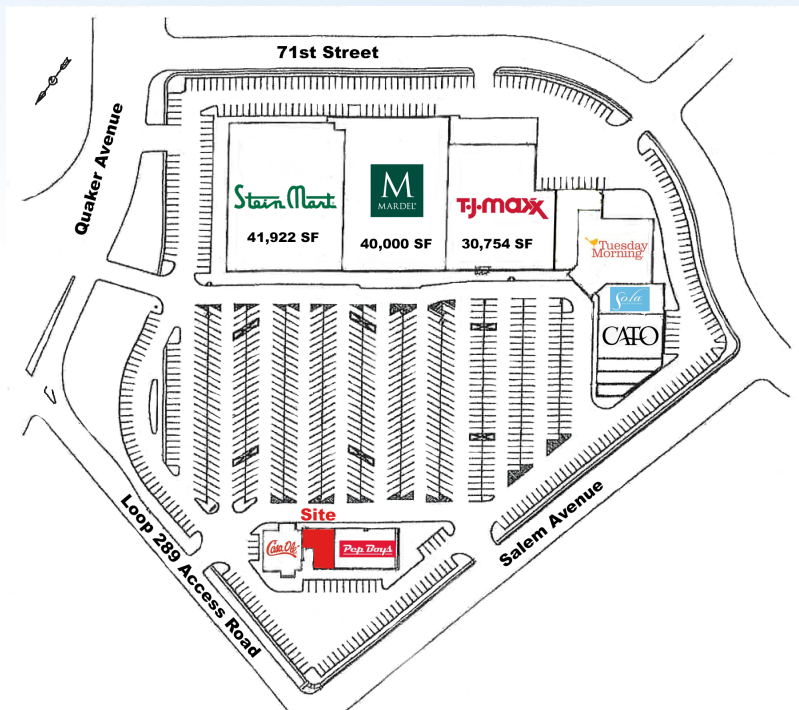 71st Street
Quaker Avenue
Stein Mart
41,922 SF
M
MARDEL
40,000 SF
T·J·maxx
30,754 SF
Tuesday
Morning
Sola
CATO
Site
Casa Olé
Pep Boys
Loop 289 Access Road
Salem Avenue